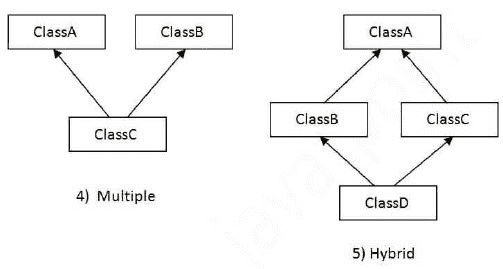 ClassA
ClassB
ClassC
4) Multiple
ClassA
ClassB
ClassC
ClassD
5) Hybrid